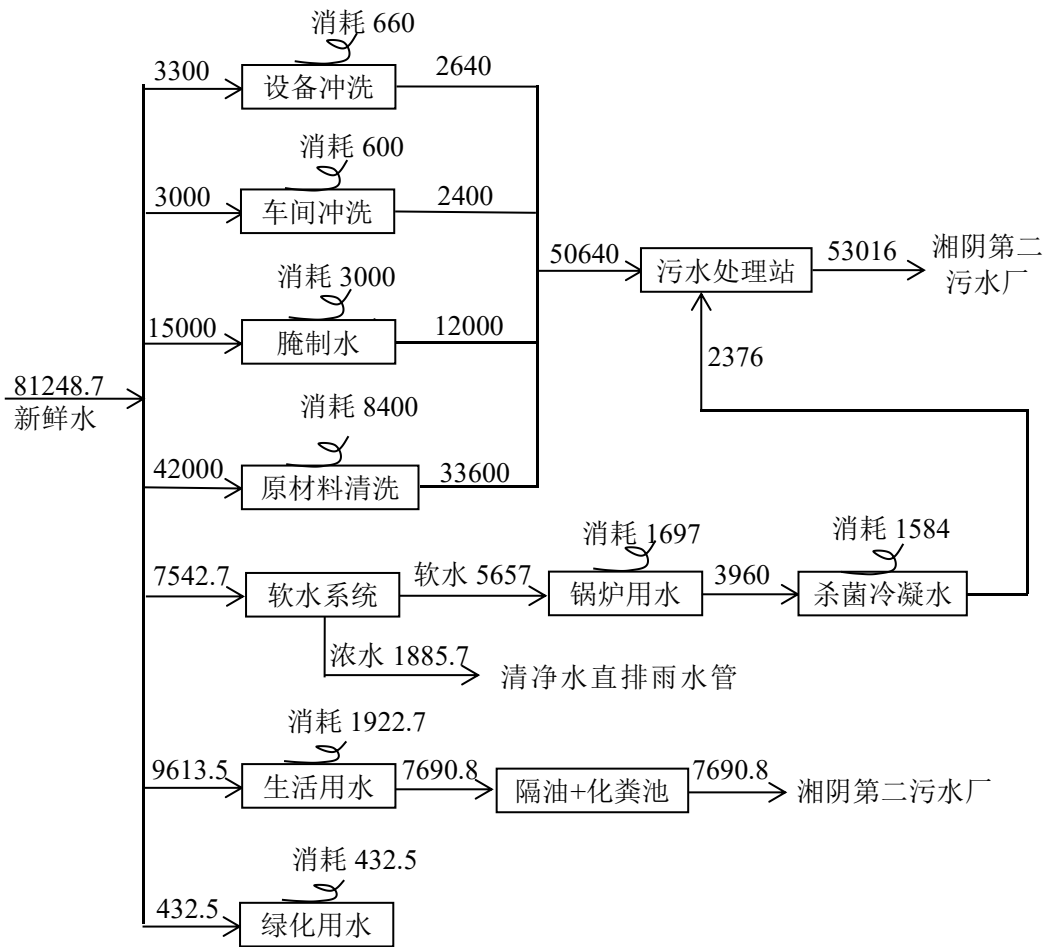 消耗 660
3300
设备冲洗
2640
消耗 600
3000
车间冲洗
2400
50640
污水处理站
53016
湘阴第二
污水厂
消耗 3000
15000
腌制水
12000
2376
81248.7
新鲜水
消耗 8400
42000
原材料清洗
33600
消耗 1697
消耗 1584
7542.7
软水系统
软水 5657
锅炉用水
3960
杀菌冷凝水
浓水 1885.7
清净水直排雨水管
消耗 1922.7
9613.5
生活用水
7690.8
隔油+化粪池
7690.8
湘阴第二污水厂
消耗 432.5
432.5
绿化用水